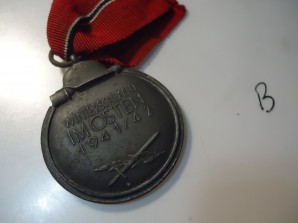 WINTERSCHLACHT
IM OSTEN
1941/42
B